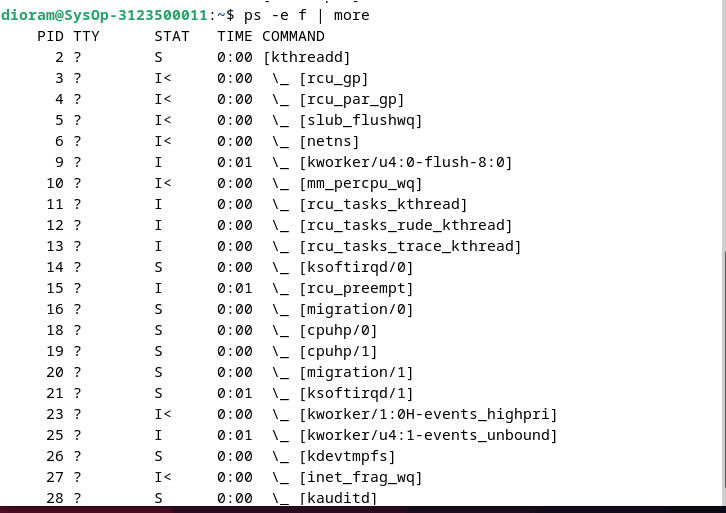 dioram@SysOp-3123500011:~$ ps -e f | more
    PID TTY      STAT   TIME COMMAND
      2 ?        S      0:00 [kthreadd]
      3 ?        I<     0:00  \_ [rcu_gp]
      4 ?        I<     0:00  \_ [rcu_par_gp]
      5 ?        I<     0:00  \_ [slub_flushwq]
      6 ?        I<     0:00  \_ [netns]
      9 ?        I      0:01  \_ [kworker/u4:0-flush-8:0]
     10 ?        I<     0:00  \_ [mm_percpu_wq]
     11 ?        I      0:00  \_ [rcu_tasks_kthread]
     12 ?        I      0:00  \_ [rcu_tasks_rude_kthread]
     13 ?        I      0:00  \_ [rcu_tasks_trace_kthread]
     14 ?        S      0:00  \_ [ksoftirqd/0]
     15 ?        I      0:01  \_ [rcu_preempt]
     16 ?        S      0:00  \_ [migration/0]
     18 ?        S      0:00  \_ [cpuhp/0]
     19 ?        S      0:00  \_ [cpuhp/1]
     20 ?        S      0:00  \_ [migration/1]
     21 ?        S      0:01  \_ [ksoftirqd/1]
     23 ?        I<     0:00  \_ [kworker/1:0H-events_highpri]
     25 ?        I      0:01  \_ [kworker/u4:1-events_unbound]
     26 ?        S      0:00  \_ [kdevtmpfs]
     27 ?        I<     0:00  \_ [inet_frag_wq]
     28 ?        S      0:00  \_ [kauditd]